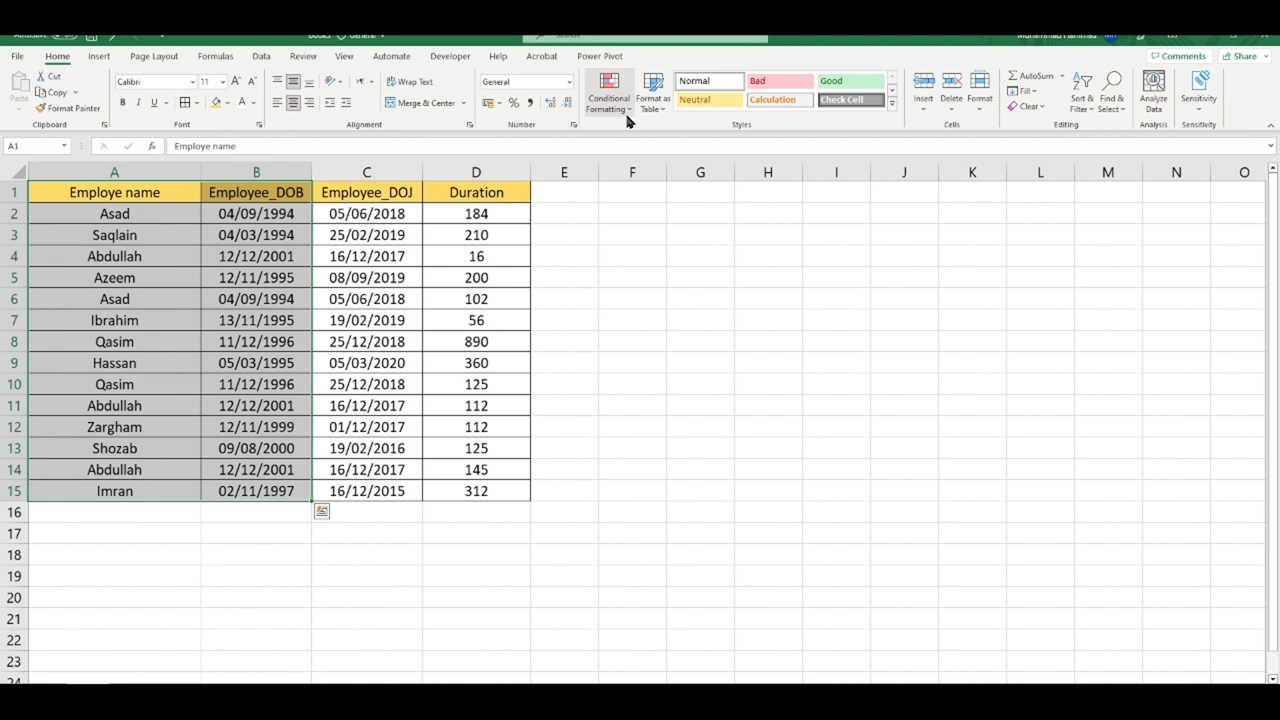 Muhammad Hammad
File Home Insert Page Layout Formulas Data Review View Automate Developer Help Acrobat Power Pivot Comments Share
Paste Cut Copy Format Painter
Calibri 11 B I U A A A
Wrap Text Merge & Center
General % ,
Conditional Formatting Format as Table
Normal Bad Good
Neutral Calculation Check Cell
Insert Delete Format
AutoSum Fill Clear Sort & Filter Find & Select
Analyze Data Sensitivity
Clipboard Font Alignment Number Styles Cells Editing Analysis Sensitivity
A1 fx Employe name
A B C D E F G H I J K L M N O
1 Employe name Employee_DOB Employee_DOJ Duration
2 Asad 04/09/1994 05/06/2018 184
3 Saqlain 04/03/1994 25/02/2019 210
4 Abdullah 12/12/2001 16/12/2017 16
5 Azeem 12/11/1995 08/09/2019 200
6 Asad 04/09/1994 05/06/2018 102
7 Ibrahim 13/11/1995 19/02/2019 56
8 Qasim 11/12/1996 25/12/2018 890
9 Hassan 05/03/1995 05/03/2020 360
10 Qasim 11/12/1996 25/12/2018 125
11 Abdullah 12/12/2001 16/12/2017 112
12 Zargham 12/11/1999 01/12/2017 112
13 Shozab 09/08/2000 19/02/2016 125
14 Abdullah 12/12/2001 16/12/2017 145
15 Imran 02/11/1997 16/12/2015 312
16
17
18
19
20
21
22
23
24